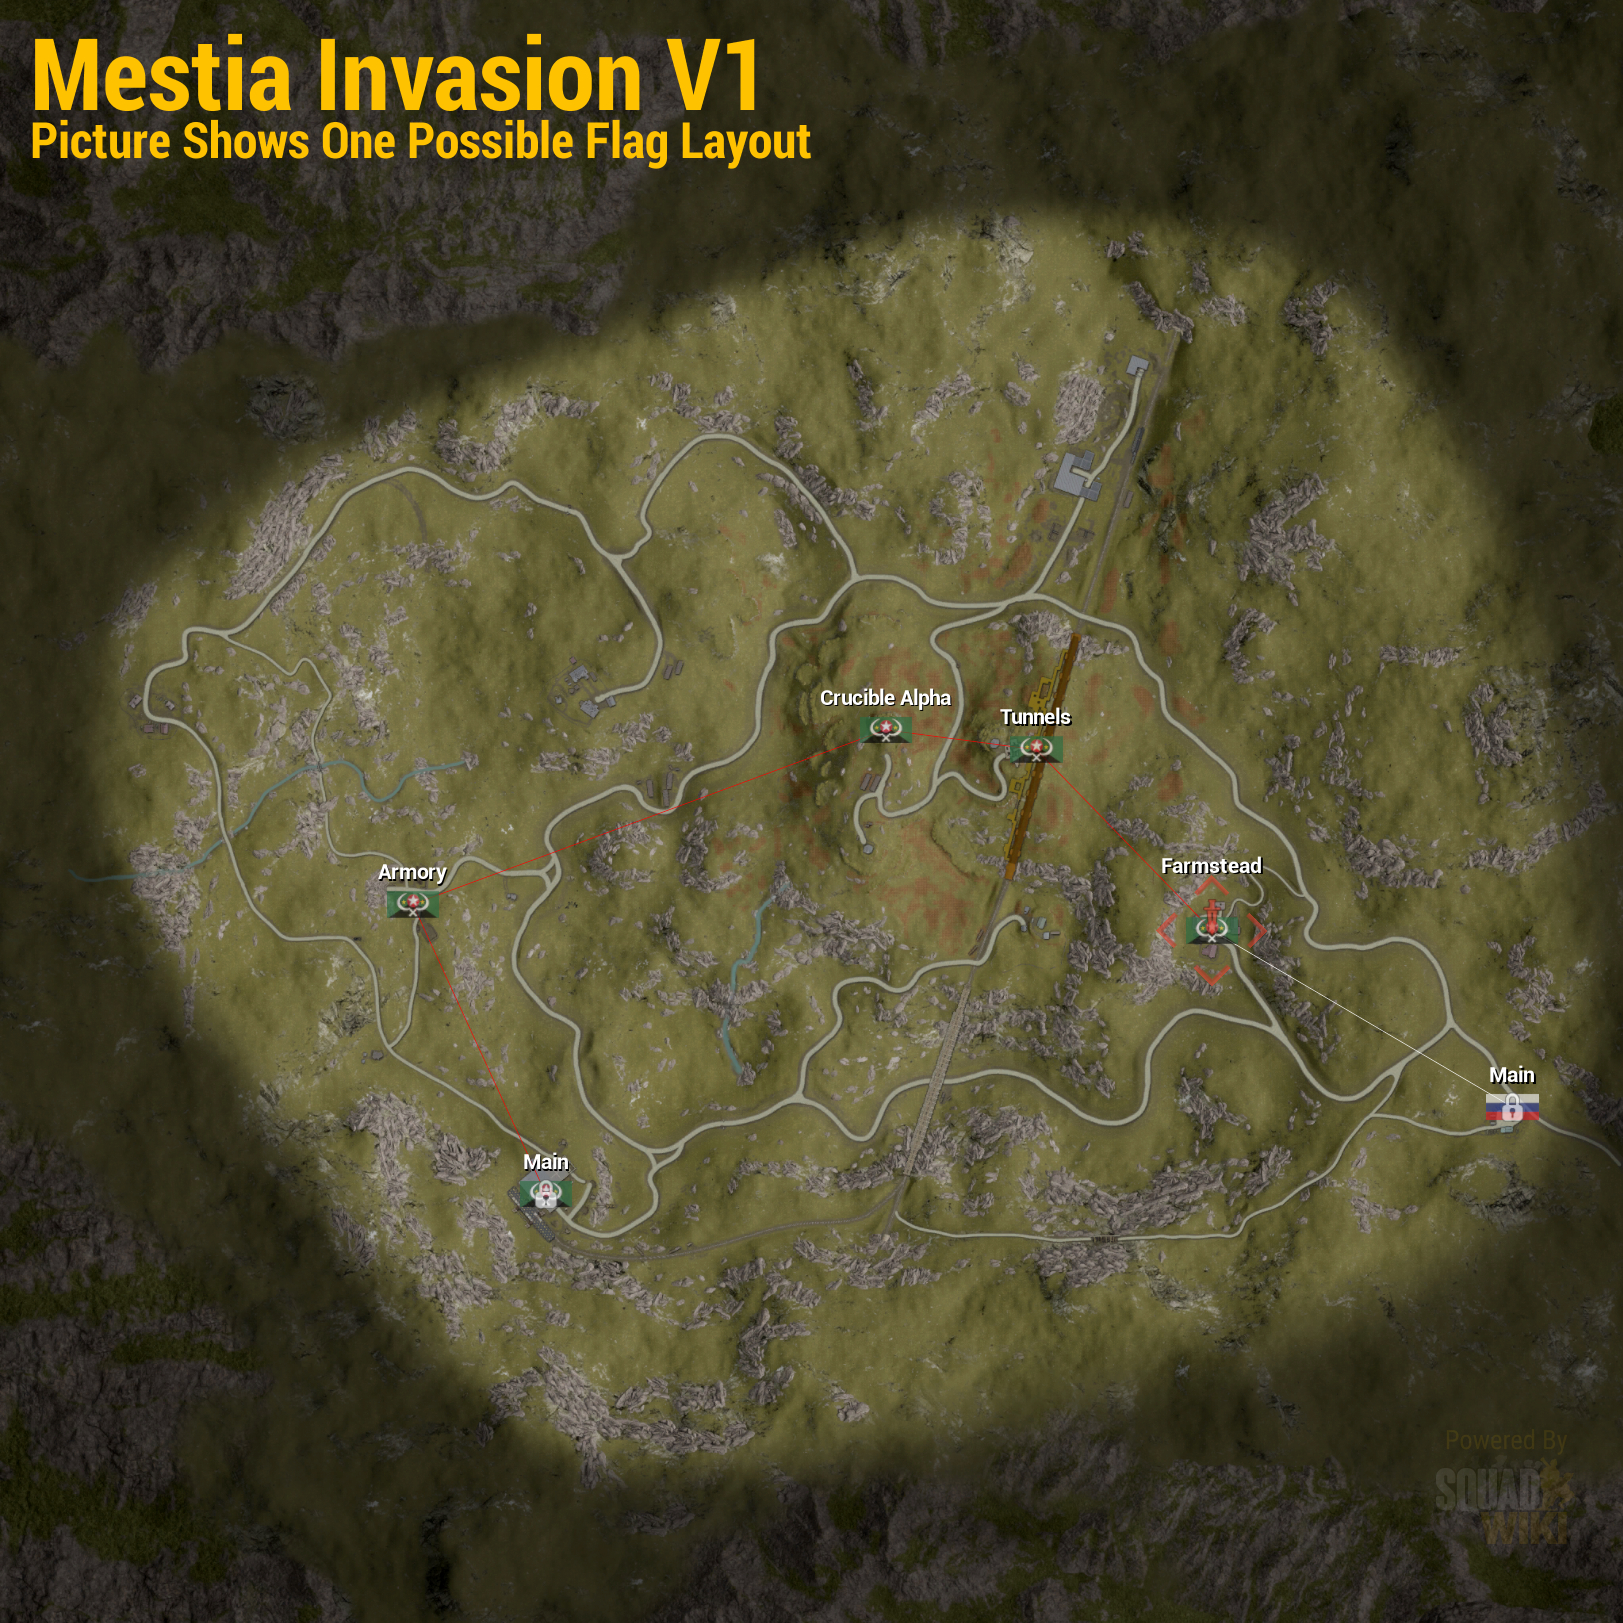 Mestia Invasion V1
Picture Shows One Possible Flag Layout
Crucible Alpha
Tunnels
Farmstead
Armory
Main
Main
Powered By
SQUAD
WIKI